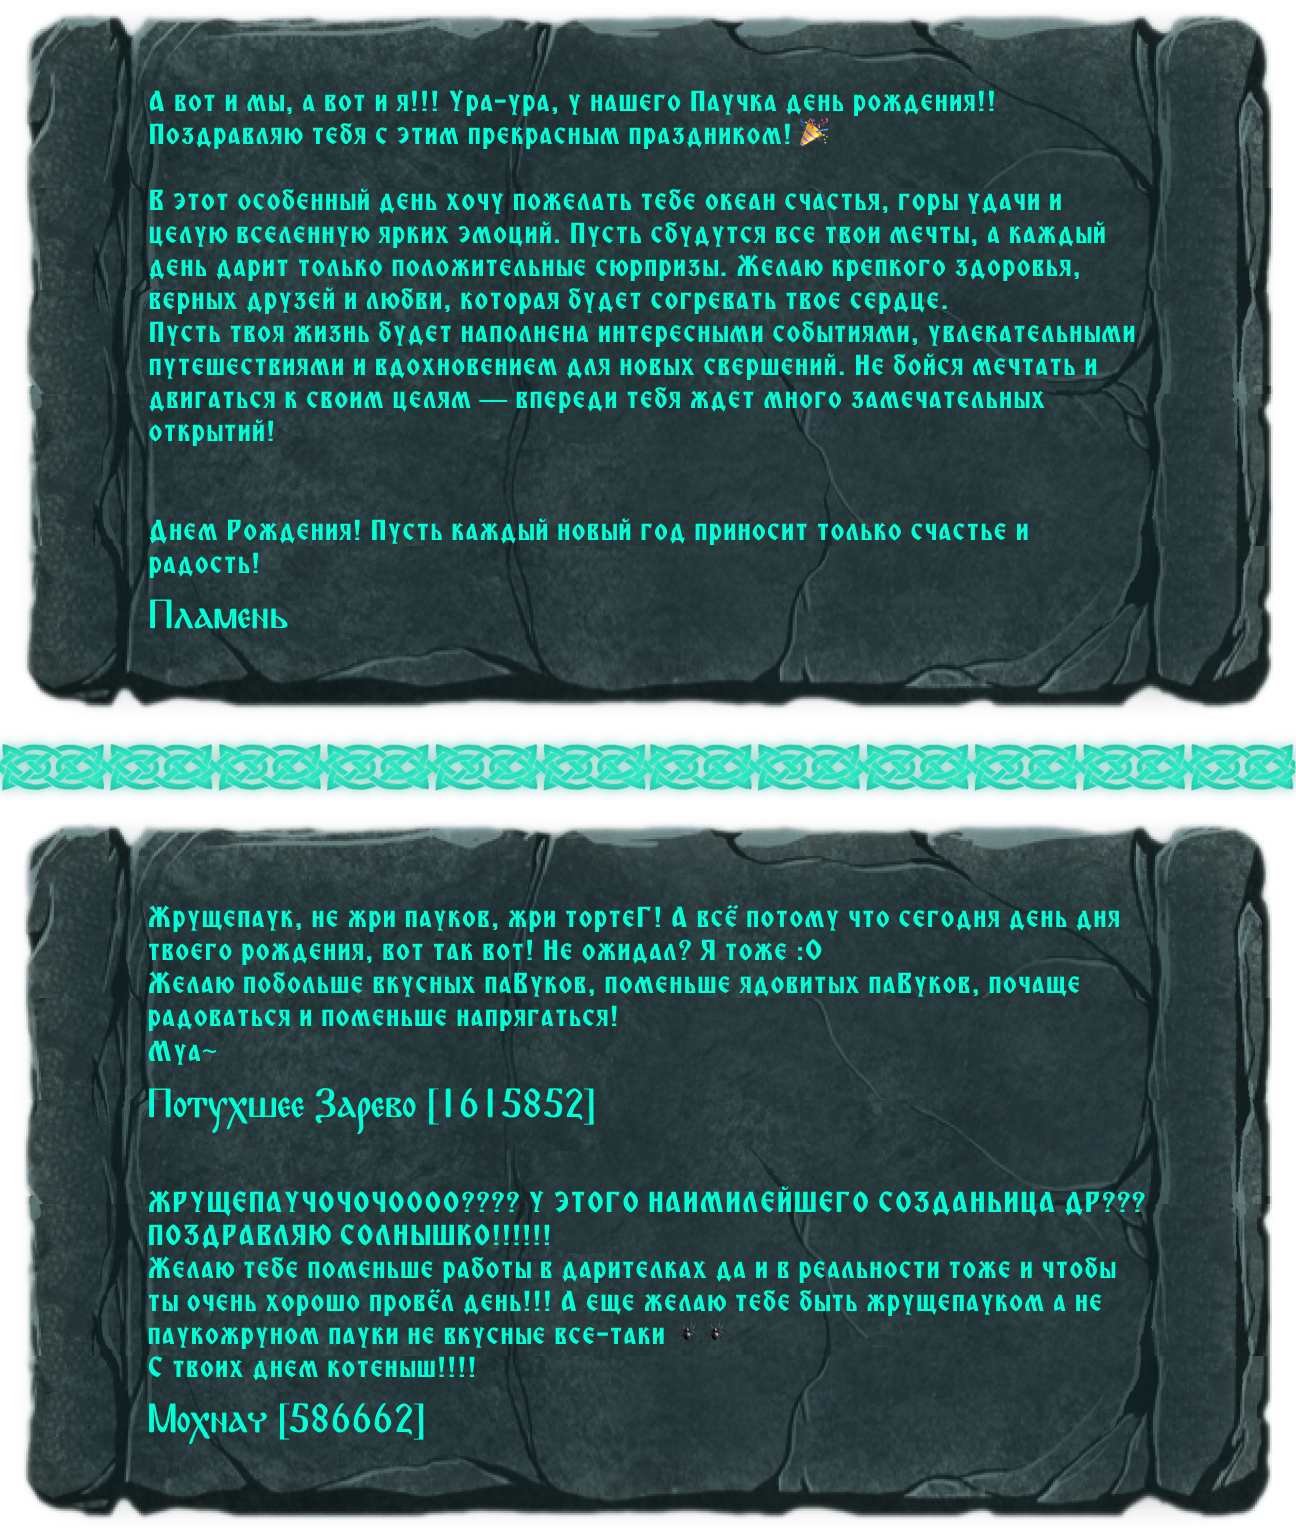 А вот и мы, а вот и я!!! Ура-ура, у нашего Паучка день рождения!!
Поздравляю тебя с этим прекрасным праздником! 🎉
В этот особенный день хочу пожелать тебе океан счастья, горы удачи и
целую вселенную ярких эмоций. Пусть сбудутся все твои мечты, а каждый
день дарит только положительные сюрпризы. Желаю крепкого здоровья,
верных друзей и любви, которая будет согревать твое сердце.
Пусть твоя жизнь будет наполнена интересными событиями, увлекательными
путешествиями и вдохновением для новых свершений. Не бойся мечтать и
двигаться к своим целям — впереди тебя ждет много замечательных
открытий!
Днем Рождения! Пусть каждый новый год приносит только счастье и
радость!
Пламень
Жрущепаук, не жри пауков, жри тортеГ! А всё потому что сегодня день дня
твоего рождения, вот так вот! Не ожидал? Я тоже :О
Желаю побольше вкусных паВуков, поменьше ядовитых паВуков, почаще
радоваться и поменьше напрягаться!
Муа~
Потухшее Зарево [1615852]
ЖРУЩЕПАУЧОЧОЧОООО???? У ЭТОГО НАИМИЛЕЙШЕГО СОЗДАНЬИЦА ДР???
ПОЗДРАВЛЯЮ СОЛНЫШКО!!!!!!
Желаю тебе поменьше работы в дарителках да и в реальности тоже и чтобы
ты очень хорошо провёл день!!! А еще желаю тебе быть жрущепауком а не
паукожруном пауки не вкусные все-таки 🕷🕷
С твоих днем котеныш!!!!
Мохнач [586662]